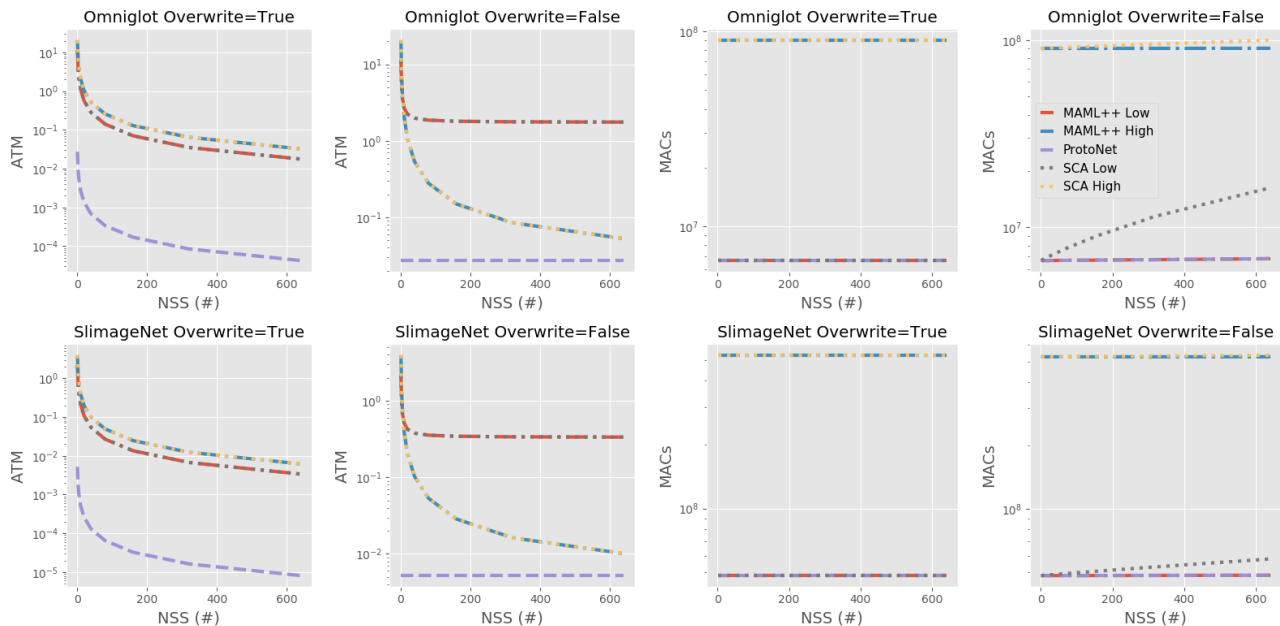 Omniglot Overwrite=True
ATM
10¹
10⁰
10⁻¹
10⁻²
10⁻³
10⁻⁴
0 200 400 600
NSS (#)
Omniglot Overwrite=False
ATM
10¹
10⁰
10⁻¹
0 200 400 600
NSS (#)
Omniglot Overwrite=True
MACs
10⁸
10⁷
0 200 400 600
NSS (#)
Omniglot Overwrite=False
MACs
10⁸
10⁷
MAML++ Low
MAML++ High
ProtoNet
SCA Low
SCA High
0 200 400 600
NSS (#)
SlimageNet Overwrite=True
ATM
10⁰
10⁻¹
10⁻²
10⁻³
10⁻⁴
10⁻⁵
0 200 400 600
NSS (#)
SlimageNet Overwrite=False
ATM
10⁰
10⁻¹
10⁻²
0 200 400 600
NSS (#)
SlimageNet Overwrite=True
MACs
10⁸
0 200 400 600
NSS (#)
SlimageNet Overwrite=False
MACs
10⁸
0 200 400 600
NSS (#)